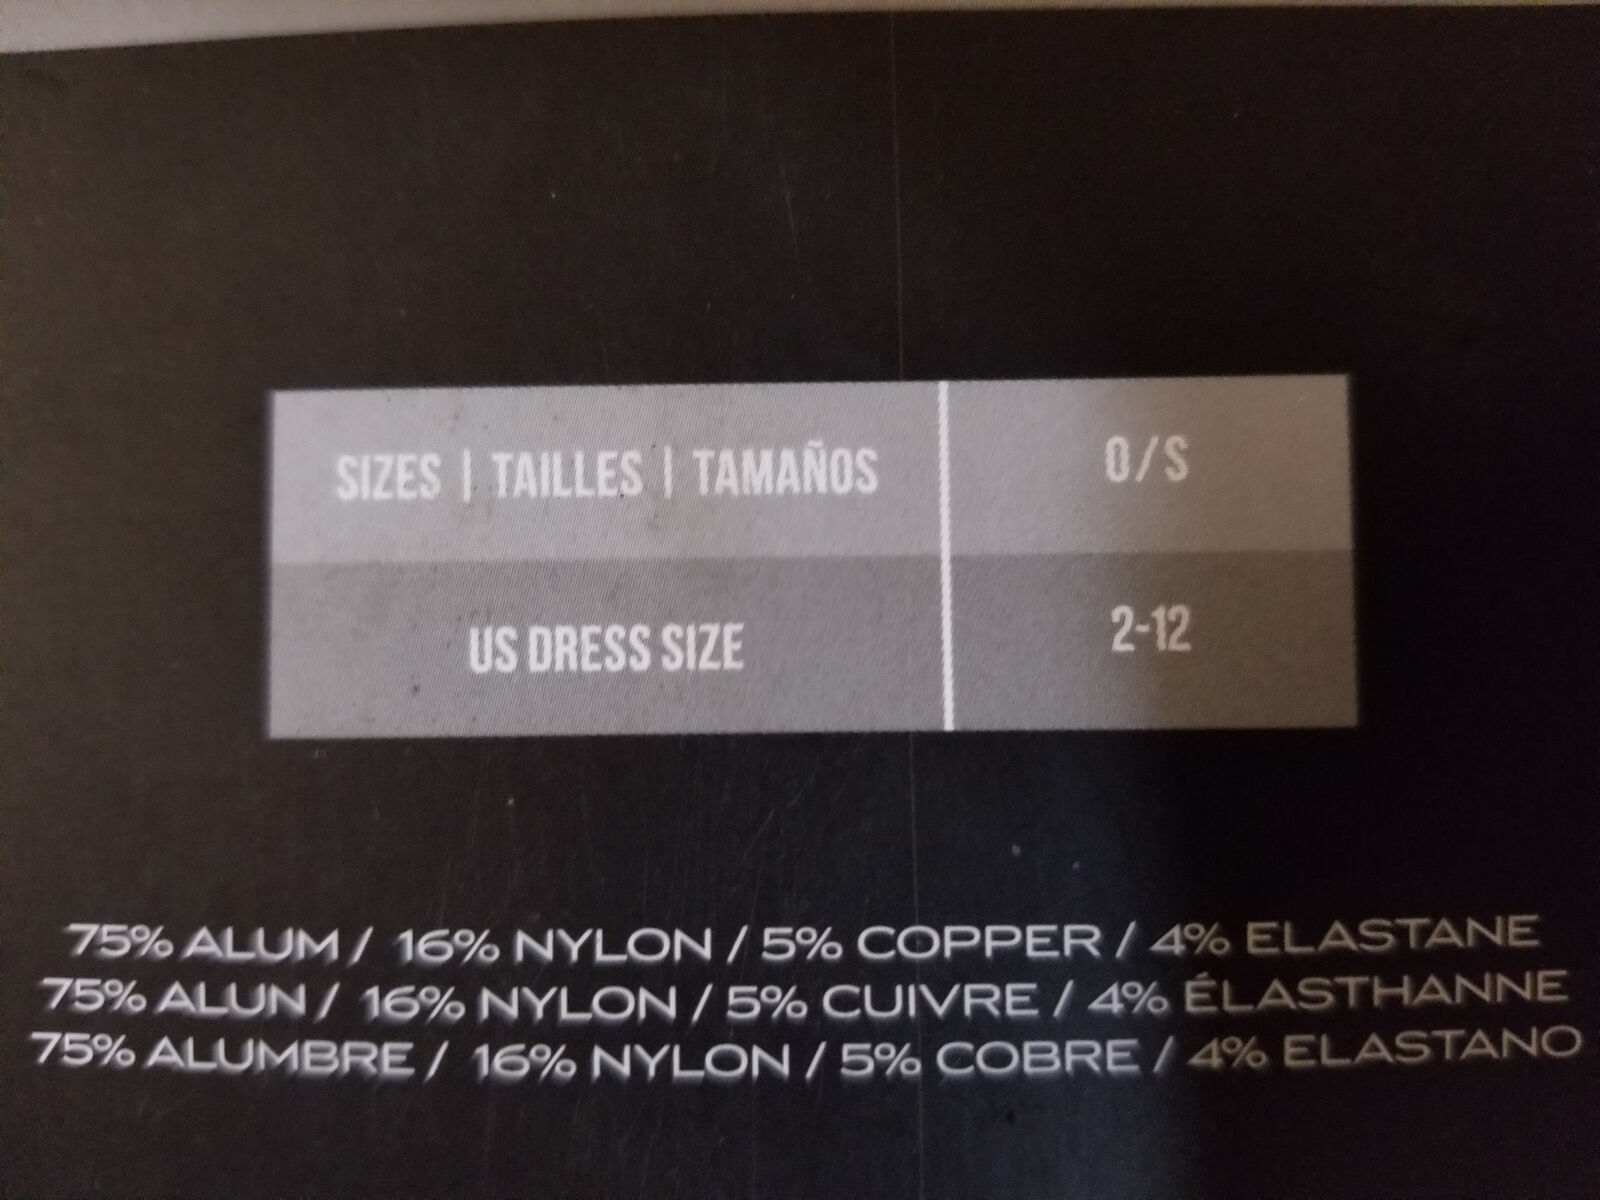 SIZES | TAILLES | TAMAÑOS
O/S
US DRESS SIZE
2-12
75% ALUM / 16% NYLON / 5% COPPER / 4% ELASTANE
75% ALUN / 16% NYLON / 5% CUIVRE / 4% ÉLASTHANNE
75% ALUMBRE / 16% NYLON / 5% COBRE / 4% ELASTANO